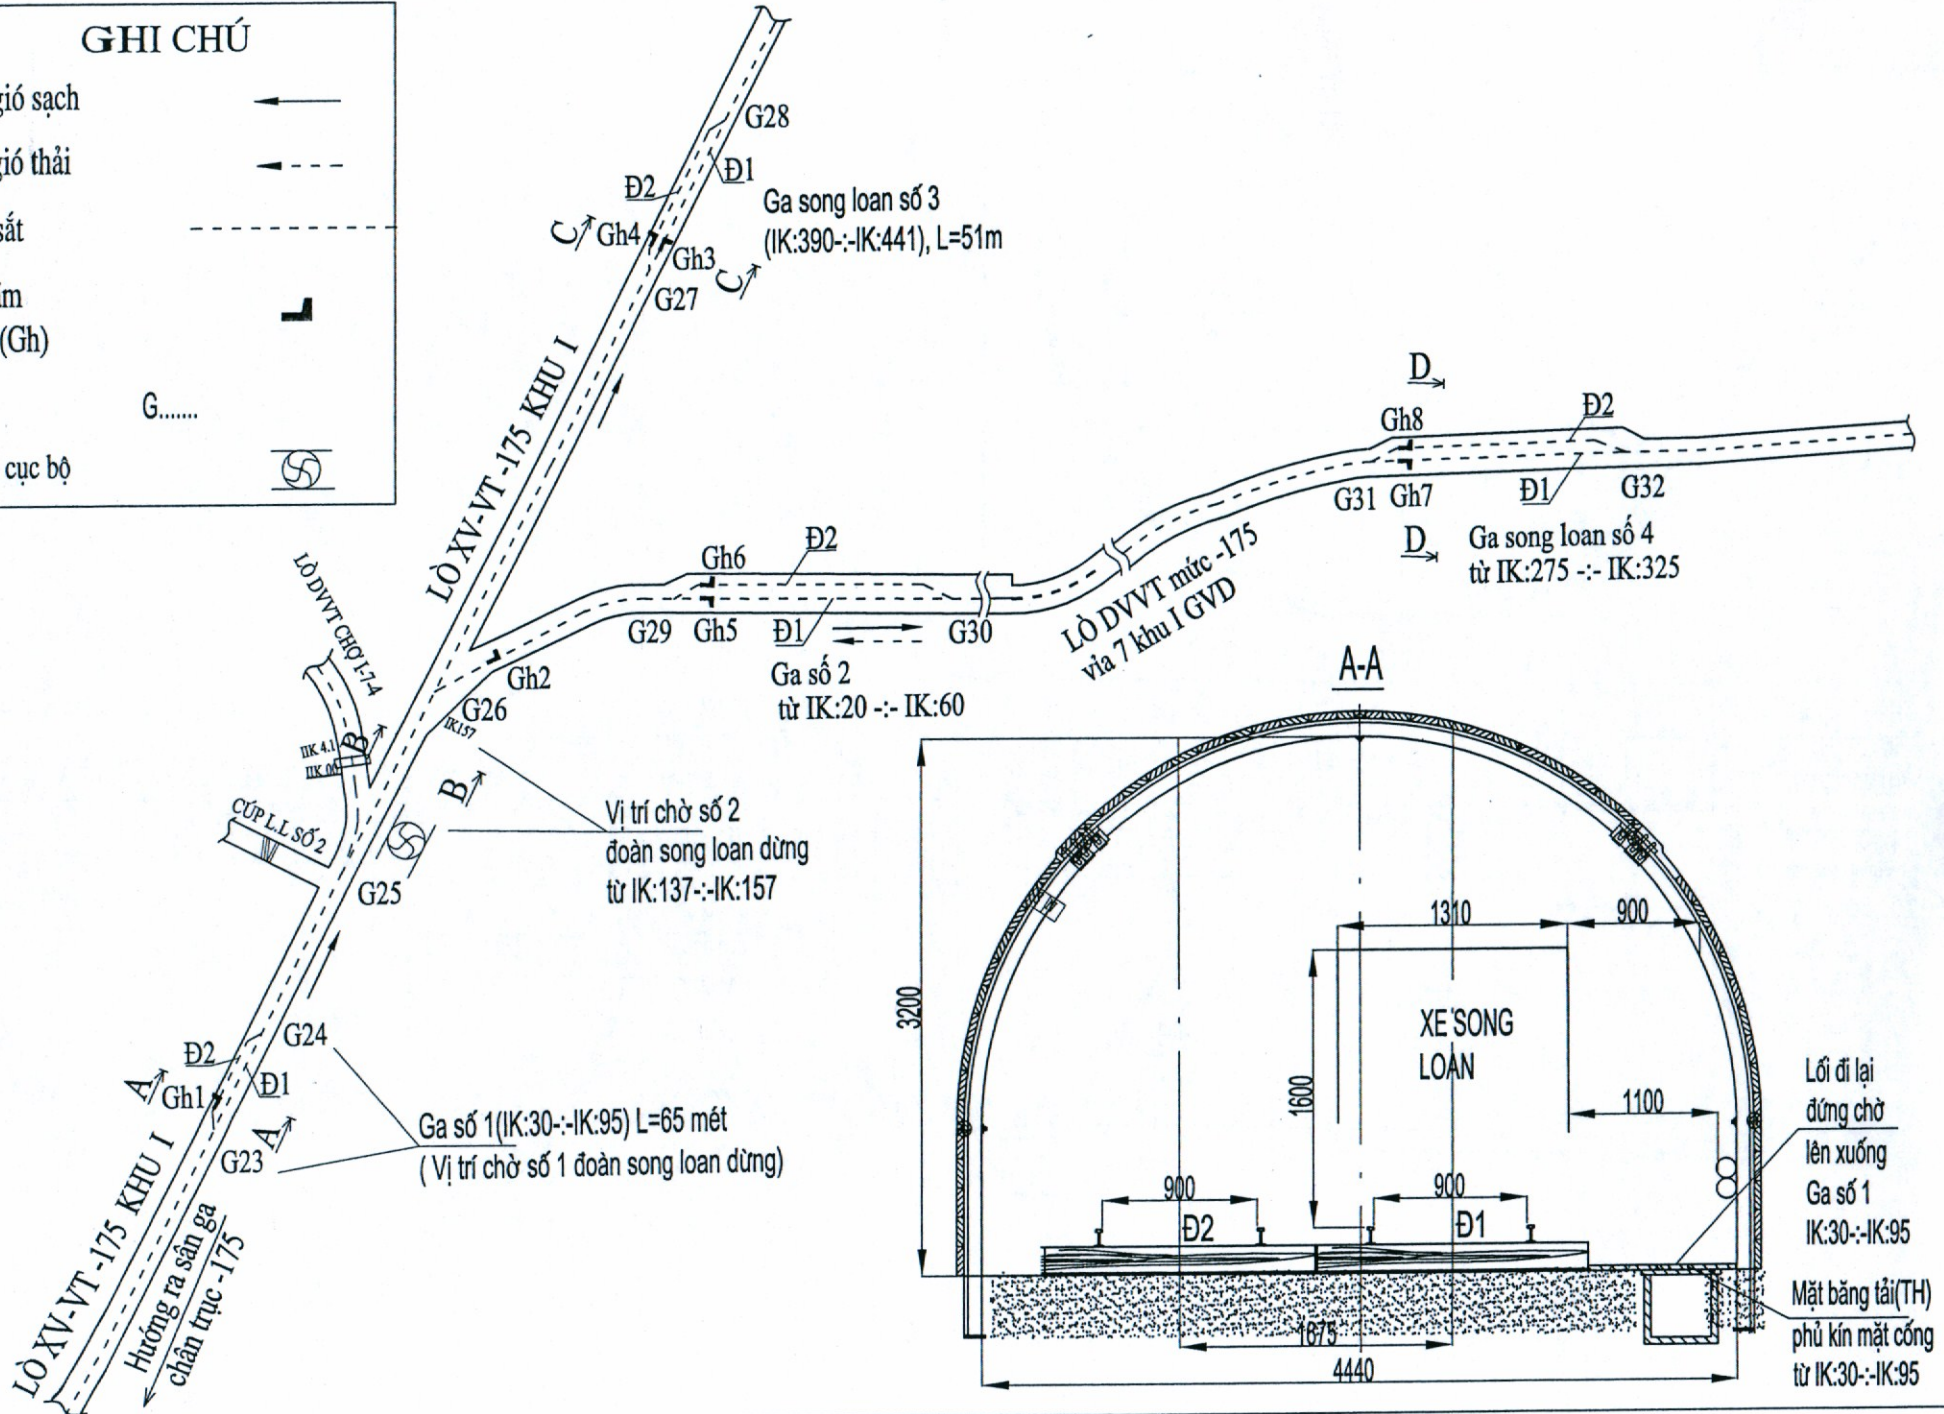 GHI CHÚ
gió sạch
gió thải
sắt
(Gh)
G.......
cục bộ
G28
Đ1
Đ2
Ga song loan số 3
(IK:390-:-IK:441), L=51m
C
Gh4
Gh3
C
G27
LÒ XV-VT -175 KHU I
D
Gh8
Đ2
G31
Gh7
Đ1
G32
D
Ga song loan số 4
từ IK:275 -:- IK:325
Gh6
Đ2
G29
Gh5
Đ1
G30
Ga số 2
từ IK:20 -:- IK:60
LÒ DVVT mức -175
vỉa 7 khu I GVD
LÒ DVVT CHỢ I-7-4
Gh2
G26
IK157
IIK 4.1
B
CÚP L.L SỐ 2
B
G25
Vị trí chờ số 2
đoàn song loan dừng
từ IK:137-:-IK:157
G24
Đ2
A
Gh1
Đ1
A
G23
Ga số 1(IK:30-:-IK:95) L=65 mét
( Vị trí chờ số 1 đoàn song loan dừng)
LÒ XV-VT -175 KHU I
Hướng ra sân ga
chân trục -175
A-A
1310
900
3200
XE SONG
LOAN
1600
1100
900
900
Đ2
Đ1
1675
4440
Lối đi lại
đứng chờ
lên xuống
Ga số 1
IK:30-:-IK:95
Mặt băng tải(TH)
phủ kín mặt cống
từ IK:30-:-IK:95